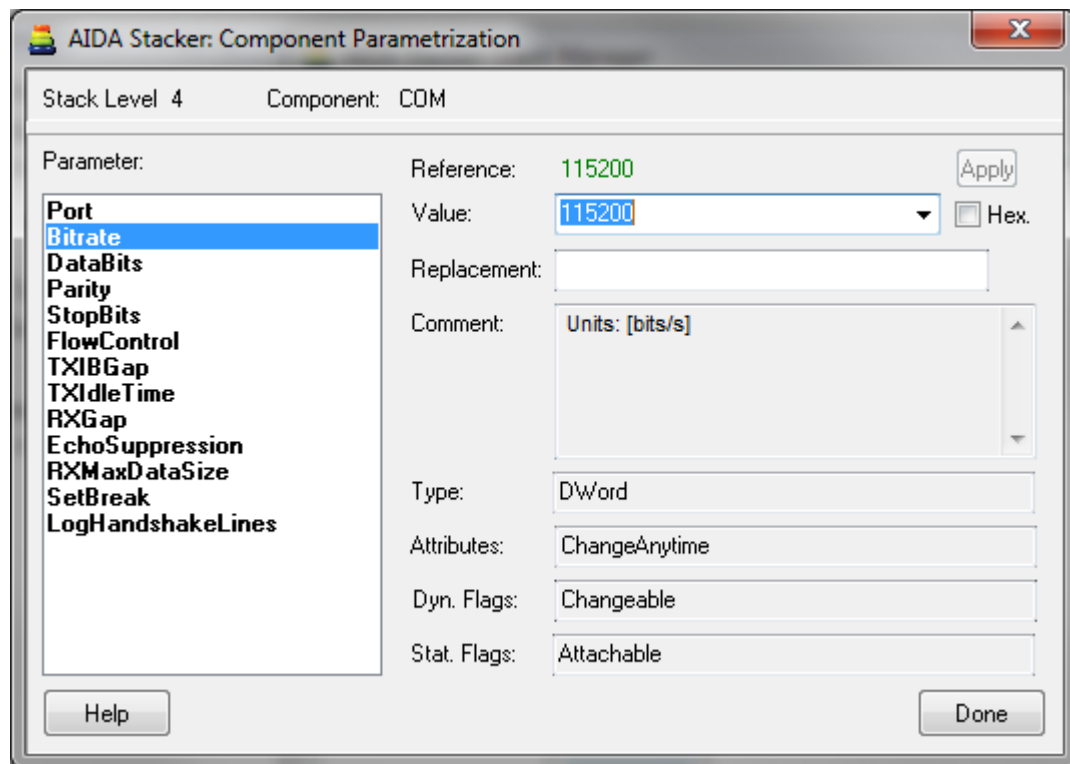 AIDA Stacker: Component Parametrization
Stack Level 4 Component: COM
Parameter:
Port
Bitrate
DataBits
Parity
StopBits
FlowControl
TXIBGap
TXIdleTime
RXGap
EchoSuppression
RXMaxDataSize
SetBreak
LogHandshakeLines
Reference: 115200 Apply
Value: 115200 Hex.
Replacement:
Comment: Units: [bits/s]
Type: DWord
Attributes: ChangeAnytime
Dyn. Flags: Changeable
Stat. Flags: Attachable
Help Done